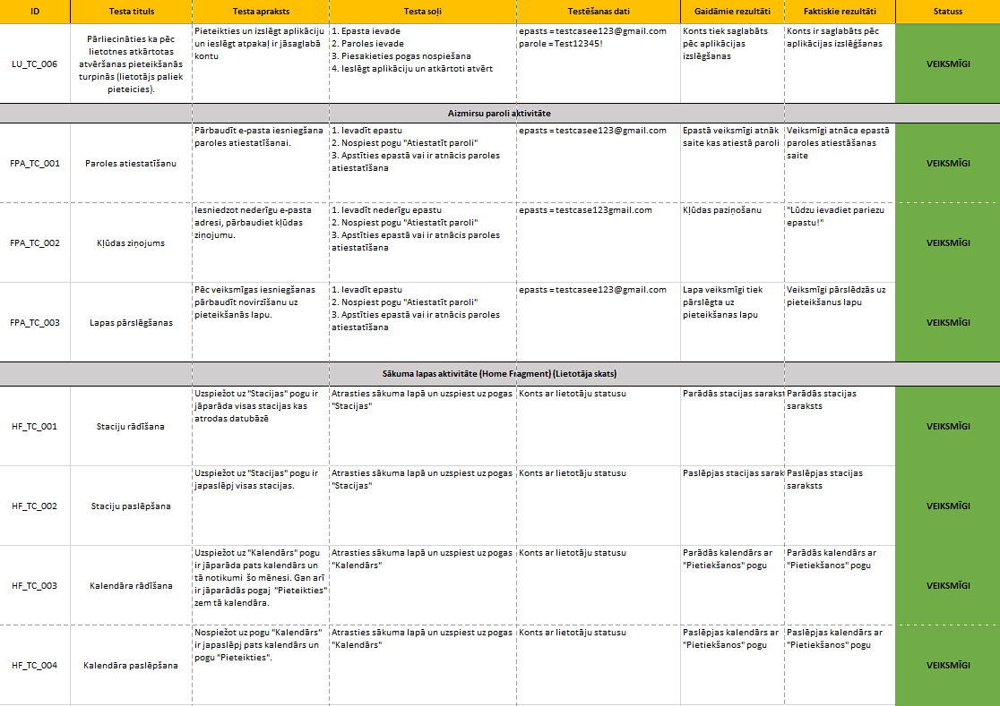 ID Testa tituls Testa apraksts Testa soļi Testēšanas dati Gaidāmie rezultāti Faktiskie rezultāti Statuss
LU_TC_006
Pārliecināties ka pēc
lietotnes atkārtotas
atvēršanas pieteikšanās
turpinās (lietotājs paliek
pieteicies).
Pieteikties un izslēgt aplikāciju
un ieslēgt atpakaļ ir jāsaglabā
kontu
1. Epasta ievade
2. Paroles ievade
3. Piesakieties pogas nospiešana
4. Ieslēgt aplikāciju un atkārtoti atvērt
epasts = testcasee123@gmail.com
parole = Test12345!
Konts tiek saglabāts
pēc aplikācijas
izslēgšanas
Konts ir saglabāts pēc
aplikācijas izslēģšanas
VEIKSMĪGI
Aizmirsu paroli aktivitāte
FPA_TC_001
Paroles atiestatīšanu
Pārbaudīt e-pasta iesniegšana
paroles atiestatīšanai.
1. Ievadīt epastu
2. Nospiest pogu "Atiestatīt paroli"
3. Apstīties epastā vai ir atnācis paroles
atiestatīšana
epasts = testcasee123@gmail.com
Epastā veiksmīgi atnāk
saite kas atiestā paroli
Veiksmīgi atnāca epastā
paroles atiestāšanas
saite
VEIKSMĪGI
FPA_TC_002
Kļūdas ziņojums
Iesniedzot nederīgu e-pasta
adresi, pārbaudiet kļūdas
ziņojumu.
1. Ievadīt nederīgu epastu
2. Nospiest pogu "Atiestatīt paroli"
3. Apstīties epastā vai ir atnācis paroles
atiestatīšana
epasts = testcase123gmail.com
Kļūdas paziņošanu
"Lūdzu ievadiet pariezu
epastu!"
VEIKSMĪGI
FPA_TC_003
Lapas pārslēgšanas
Pēc veiksmīgas iesniegšanas
pārbaudīt novirzīšanu uz
pieteikšanās lapu.
1. Ievadīt epastu
2. Nospiest pogu "Atiestatīt paroli"
3. Apstīties epastā vai ir atnācis paroles
atiestatīšana
epasts = testcasee123@gmail.com
Lapa veiksmīgi tiek
pārslēgta uz
pieteikšanas lapu
Veiksmīgi pārslēdzās uz
pieteikšanus lapu
VEIKSMĪGI
Sākuma lapas aktivitāte (Home Fragment) (Lietotāja skats)
HF_TC_001
Staciju rādīšana
Uzspiežot uz "Stacijas" pogu ir
jāparāda visas stacijas kas
atrodas datubāzē
Atrasties sākuma lapā un uzspiest uz pogas
"Stacijas"
Konts ar lietotāju statusu
Parādās stacijas sarakst
Parādās stacijas
saraksts
VEIKSMĪGI
HF_TC_002
Staciju paslēpšana
Uzspiežot uz "Stacijas" pogu ir
japaslēpj visas stacijas.
Atrasties sākuma lapā un uzspiest uz pogas
"Stacijas"
Konts ar lietotāju statusu
Paslēpjas stacijas sarak
Paslēpjas stacijas
saraksts
VEIKSMĪGI
HF_TC_003
Kalendāra rādīšana
Uzspiežot uz "Kalendārs" pogu
ir jāparāda pats kalendārs un
tā notikumi šo mēnesi. Gan arī
ir jāparādās pogaj "Pieteikties"
zem tā kalendāra.
Atrasties sākuma lapā un uzspiest uz pogas
"Kalendārs"
Konts ar lietotāju statusu
Parādās kalendārs ar
"Pietiekšanos" pogu
Parādās kalendārs ar
"Pietiekšanos" pogu
VEIKSMĪGI
HF_TC_004
Kalendāra paslēpšana
Nospiežot uz pogu "Kalendārs"
ir japaslēpj pats kalendārs un
pogu "Pieteikties".
Atrasties sākuma lapā un uzspiest uz pogas
"Kalendārs"
Konts ar lietotāju statusu
Paslēpjas kalendārs ar
"Pietiekšanos" pogu
Paslēpjas kalendārs ar
"Pietiekšanos" pogu
VEIKSMĪGI